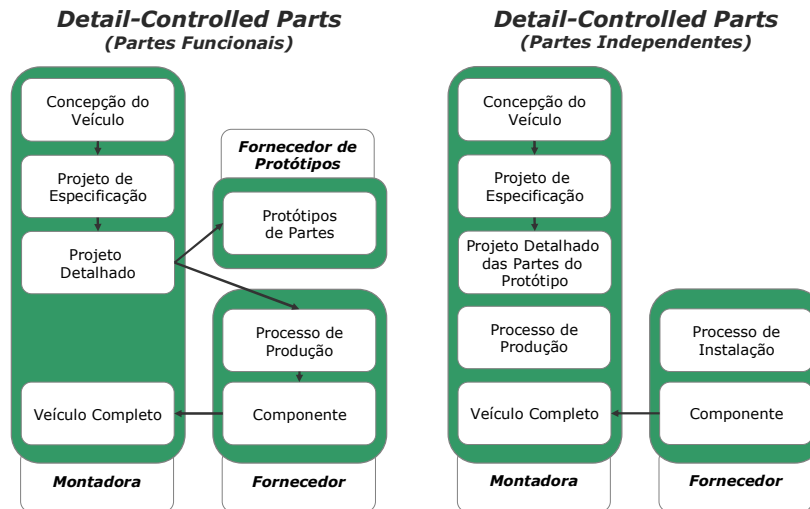 Detail-Controlled Parts
(Partes Funcionais)
Concepção do
Veículo
Projeto de
Especificação
Projeto
Detalhado
Fornecedor de
Protótipos
Protótipos
de Partes
Processo de
Produção
Veículo Completo
Componente
Montadora
Fornecedor
Detail-Controlled Parts
(Partes Independentes)
Concepção do
Veículo
Projeto de
Especificação
Projeto Detalhado
das Partes do
Protótipo
Processo de
Produção
Processo de
Instalação
Veículo Completo
Componente
Montadora
Fornecedor